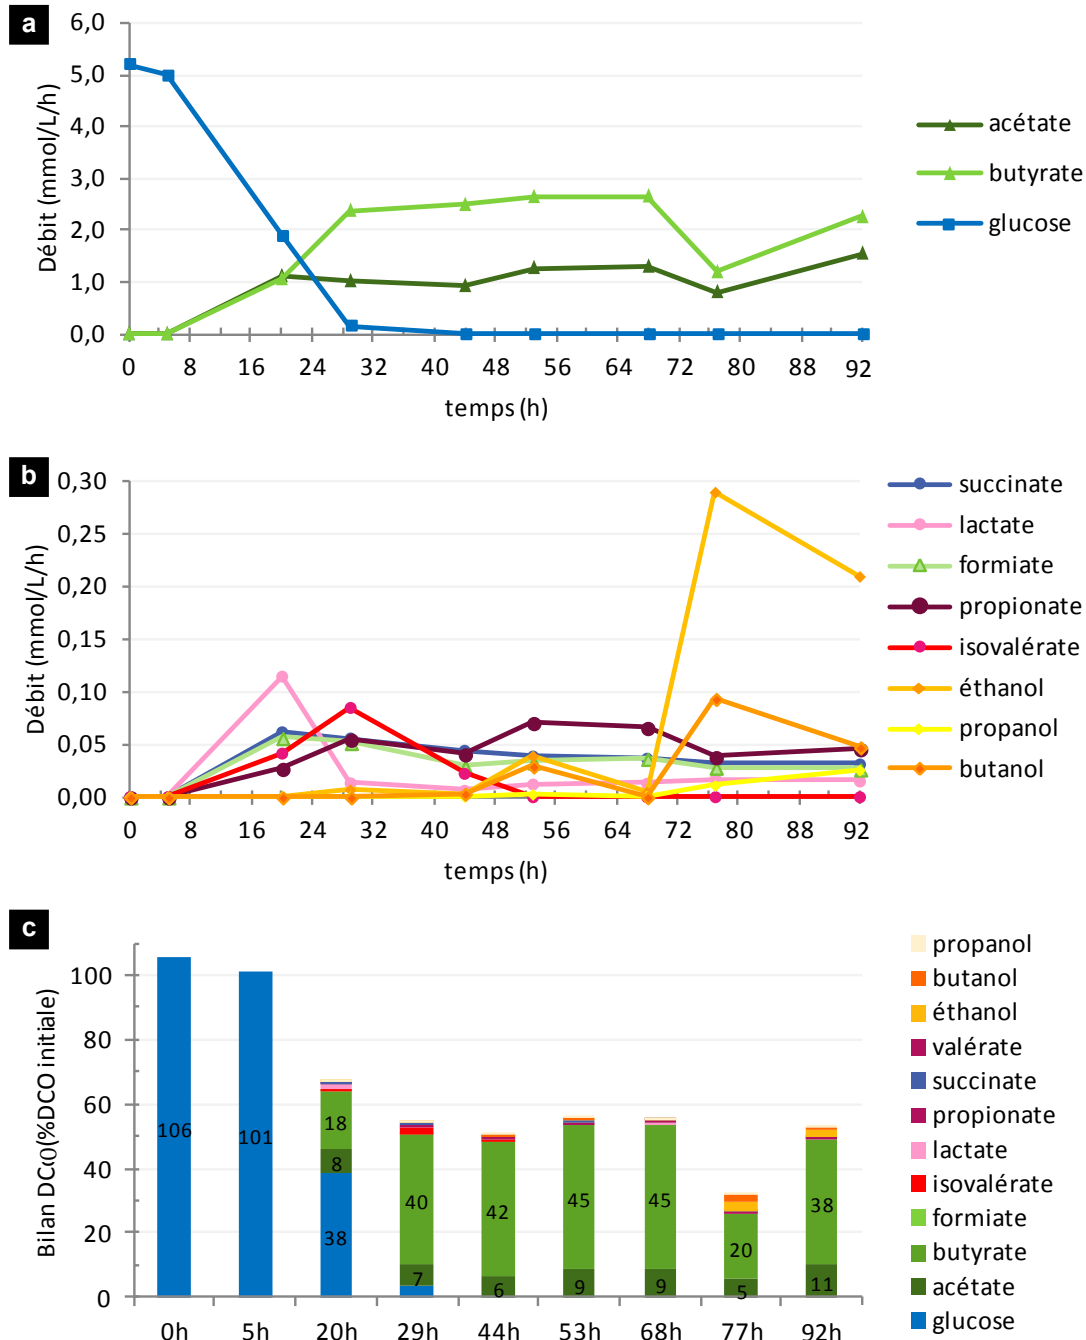 a
6,0
5,0
4,0
3,0
2,0
1,0
0,0
Débit (mmol/L/h)
0 8 16 24 32 40 48 56 64 72 80 88 92
temps (h)
acétate
butyrate
glucose
b
0,30
0,25
0,20
0,15
0,10
0,05
0,00
Débit (mmol/L/h)
0 8 16 24 32 40 48 56 64 72 80 88 92
temps (h)
succinate
lactate
formiate
propionate
isovalérate
éthanol
propanol
butanol
c
100
80
60
40
20
0
(%DCO initiale)
Bilan
106
101
18
8
38
40
7
42
6
45
9
45
9
20
5
38
11
0h 5h 20h 29h 44h 53h 68h 77h 92h
propanol
butanol
éthanol
valérate
succinate
propionate
lactate
isovalérate
formiate
butyrate
acétate
glucose